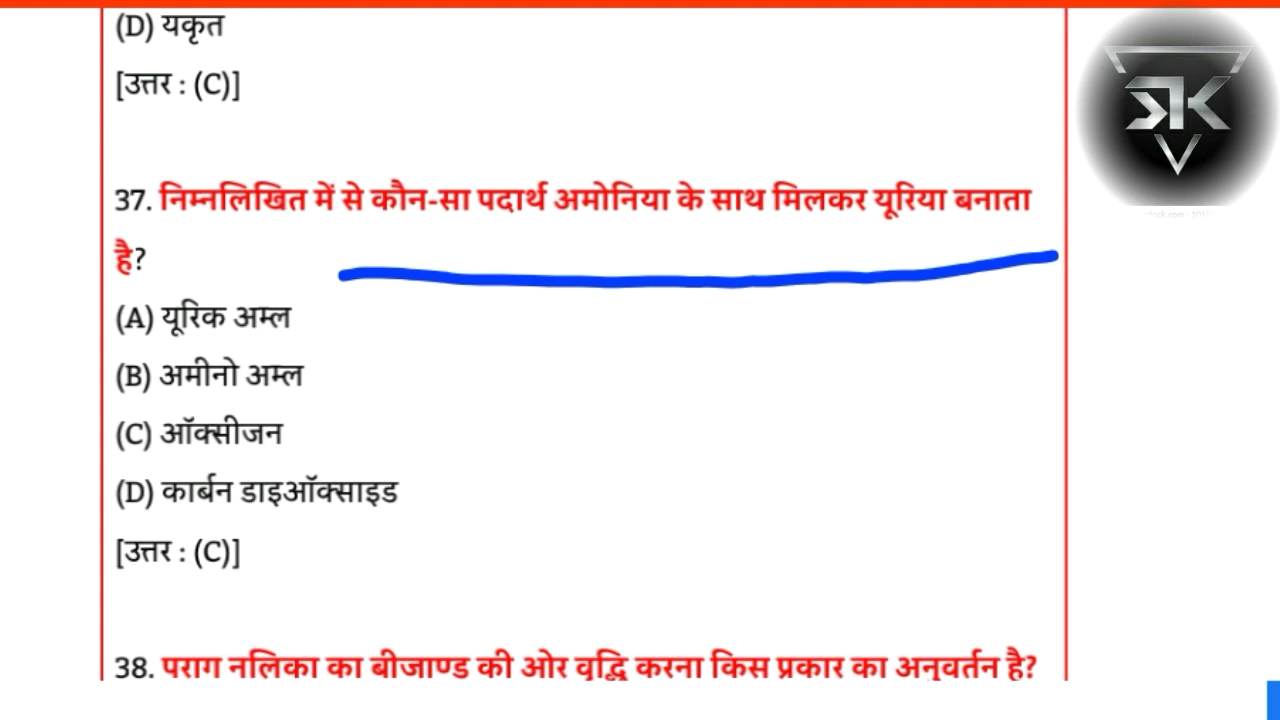 (D) यकृत
[उत्तर : (C)]
37. निम्नलिखित में से कौन-सा पदार्थ अमोनिया के साथ मिलकर यूरिया बनाता
है?
(A) यूरिक अम्ल
(B) अमीनो अम्ल
(C) ऑक्सीजन
(D) कार्बन डाइऑक्साइड
[उत्तर : (C)]
38. पराग नलिका का बीजाण्ड की ओर वृद्धि करना किस प्रकार का अनुवर्तन है?
SK